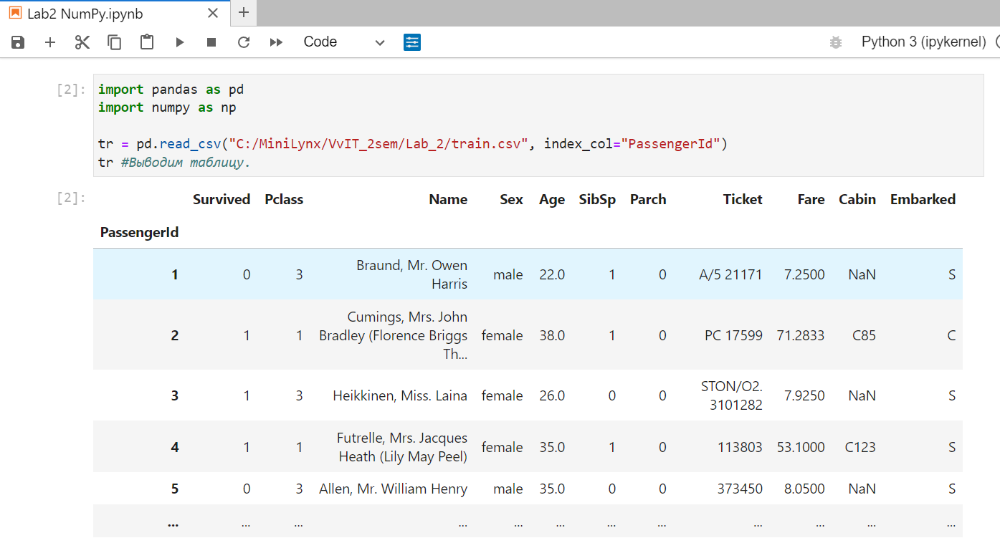 Lab2 NumPy.ipynb
Code
Python 3 (ipykernel)
[2]:
import pandas as pd
import numpy as np
tr = pd.read_csv("C:/MiniLynx/VvIT_2sem/Lab_2/train.csv", index_col="PassengerId")
tr #Выводим таблицу.
[2]:
Survived Pclass Name Sex Age SibSp Parch Ticket Fare Cabin Embarked
PassengerId
1 0 3 Braund, Mr. Owen Harris male 22.0 1 0 A/5 21171 7.2500 NaN S
2 1 1 Cumings, Mrs. John Bradley (Florence Briggs Th... female 38.0 1 0 PC 17599 71.2833 C85 C
3 1 3 Heikkinen, Miss. Laina female 26.0 0 0 STON/O2. 3101282 7.9250 NaN S
4 1 1 Futrelle, Mrs. Jacques Heath (Lily May Peel) female 35.0 1 0 113803 53.1000 C123 S
5 0 3 Allen, Mr. William Henry male 35.0 0 0 373450 8.0500 NaN S
... ... ... ... ... ... ... ... ... ... ... ...